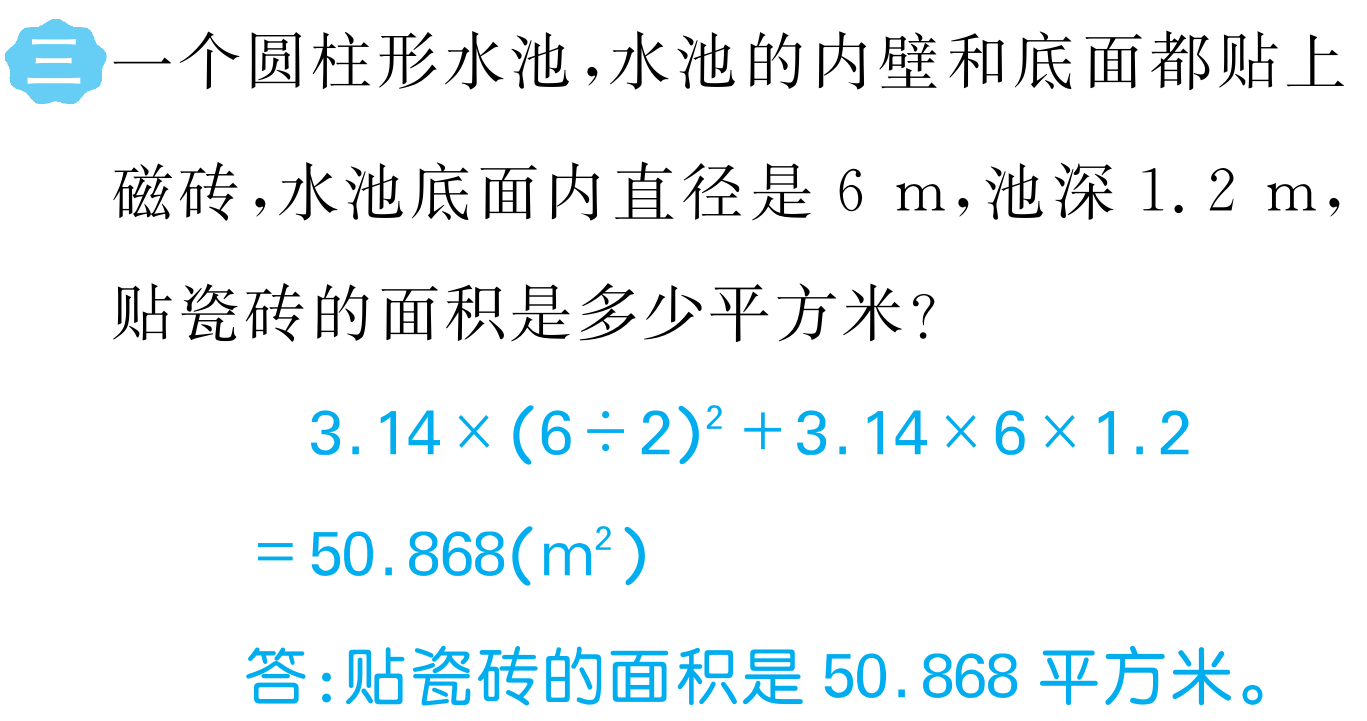 三 一个圆柱形水池,水池的内壁和底面都贴上
磁砖,水池底面内直径是 6 m,池深 1.2 m,
贴瓷砖的面积是多少平方米?
3.14×(6÷2)²+3.14×6×1.2
=50.868(m²)
答:贴瓷砖的面积是 50.868 平方米。